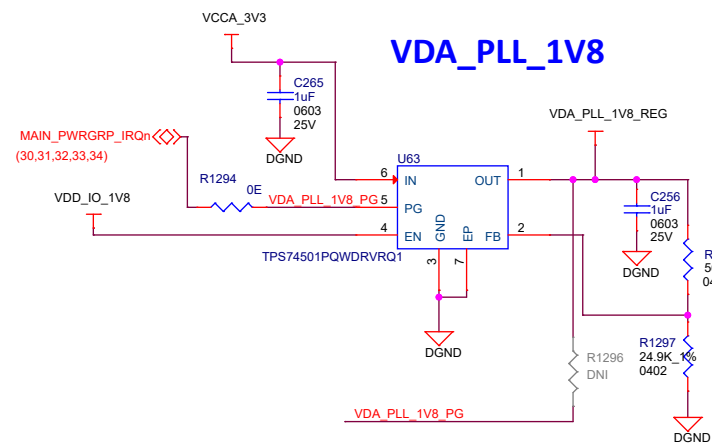 VCCA_3V3
VDA_PLL_1V8
C265
1uF
0603
25V
DGND
MAIN_PWRGRP_IRQn
(30,31,32,33,34)
VDA_PLL_1V8_REG
R1294
0E
VDD_IO_1V8
VDA_PLL_1V8_PG
U63
6
IN
OUT
1
5
PG
4
EN
GND
EP
FB
2
3
7
TPS74501PQWDRVRQ1
C256
1uF
0603
25V
DGND
DGND
R1297
24.9K_1%
0402
R1296
DNI
VDA_PLL_1V8_PG
DGND